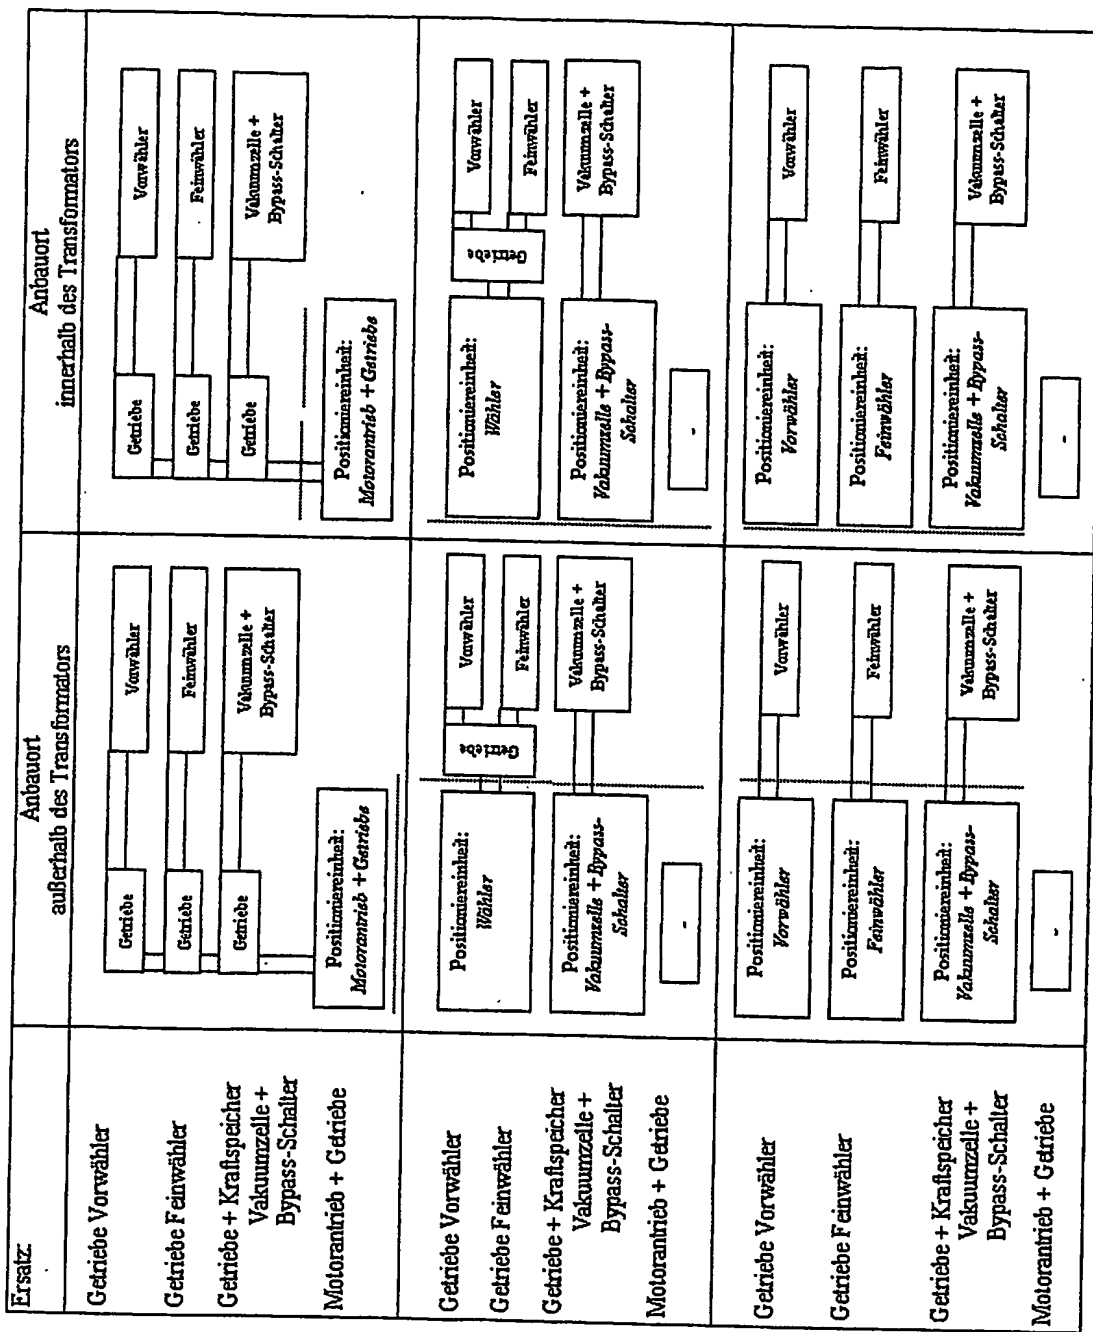 Ersatz:
Anbauort
außerhalb des Transformators
Anbauort
innerhalb des Transformators
Getriebe Vorwähler
Getriebe Feinwähler
Getriebe + Kraftspeicher
Vakuumzelle +
Bypass-Schalter
Motorantrieb + Getriebe
Getriebe
Vorwähler
Getriebe
Feinwähler
Getriebe
Vakuumzelle +
Bypass-Schalter
Positioniereinheit:
Motorantrieb + Getriebe
Getriebe
Vorwähler
Getriebe
Feinwähler
Getriebe
Vakuumzelle +
Bypass-Schalter
Positioniereinheit:
Motorantrieb + Getriebe
Getriebe Vorwähler
Getriebe Feinwähler
Getriebe + Kraftspeicher
Vakuumzelle +
Bypass-Schalter
Motorantrieb + Getriebe
Positioniereinheit:
Wähler
Getriebe
Vorwähler
Feinwähler
Positioniereinheit:
Vakuumzelle + Bypass-
Schalter
Vakuumzelle +
Bypass-Schalter
-
Positioniereinheit:
Wähler
Getriebe
Vorwähler
Feinwähler
Positioniereinheit:
Vakuumzelle + Bypass-
Schalter
Vakuumzelle +
Bypass-Schalter
-
Getriebe Vorwähler
Getriebe Feinwähler
Getriebe + Kraftspeicher
Vakuumzelle +
Bypass-Schalter
Motorantrieb + Getriebe
Positioniereinheit:
Vorwähler
Vorwähler
Positioniereinheit:
Feinwähler
Feinwähler
Positioniereinheit:
Vakuumzelle + Bypass-
Schalter
Vakuumzelle +
Bypass-Schalter
-
Positioniereinheit:
Vorwähler
Vorwähler
Positioniereinheit:
Feinwähler
Feinwähler
Positioniereinheit:
Vakuumzelle + Bypass-
Schalter
Vakuumzelle +
Bypass-Schalter
-